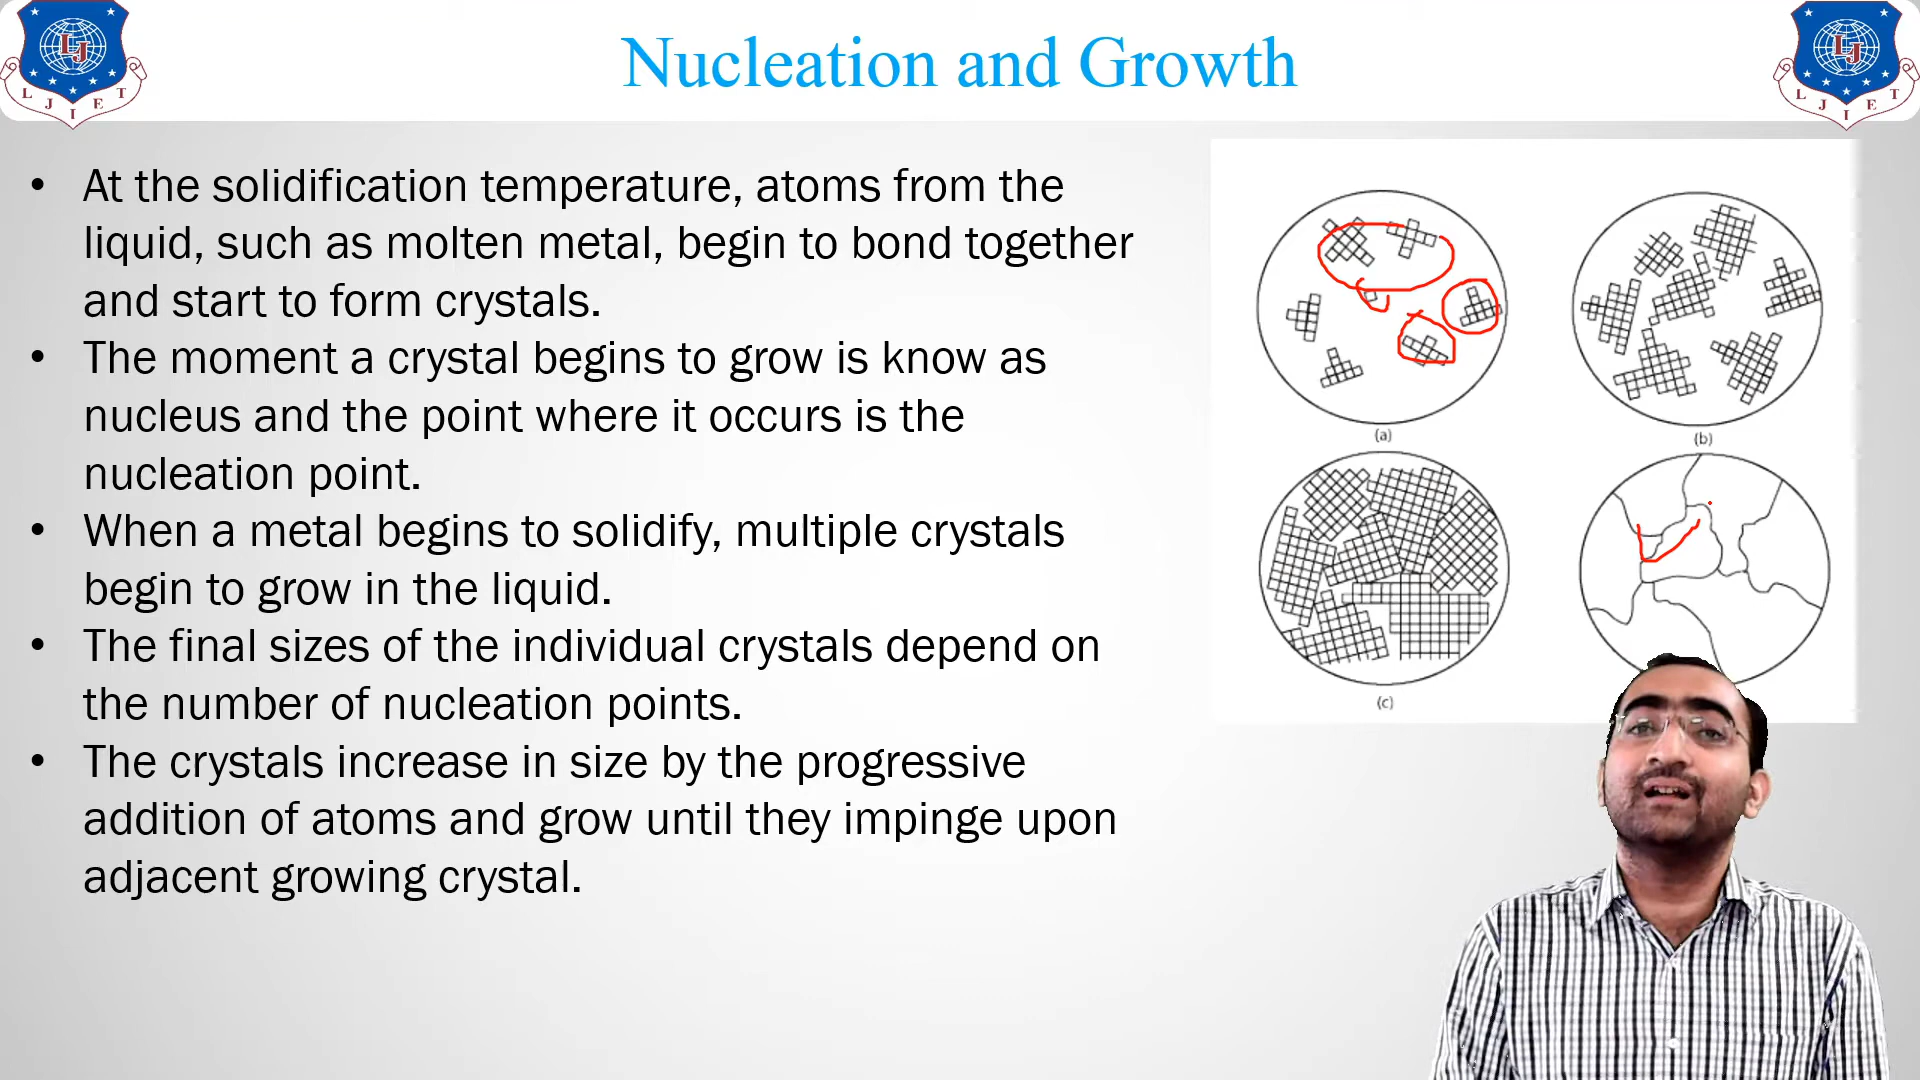 Nucleation and Growth
LJ
L J I E T
LJ
L J I E T
• At the solidification temperature, atoms from the
liquid, such as molten metal, begin to bond together
and start to form crystals.
• The moment a crystal begins to grow is know as
nucleus and the point where it occurs is the
nucleation point.
• When a metal begins to solidify, multiple crystals
begin to grow in the liquid.
• The final sizes of the individual crystals depend on
the number of nucleation points.
• The crystals increase in size by the progressive
addition of atoms and grow until they impinge upon
adjacent growing crystal.
(a)
(b)
(c)